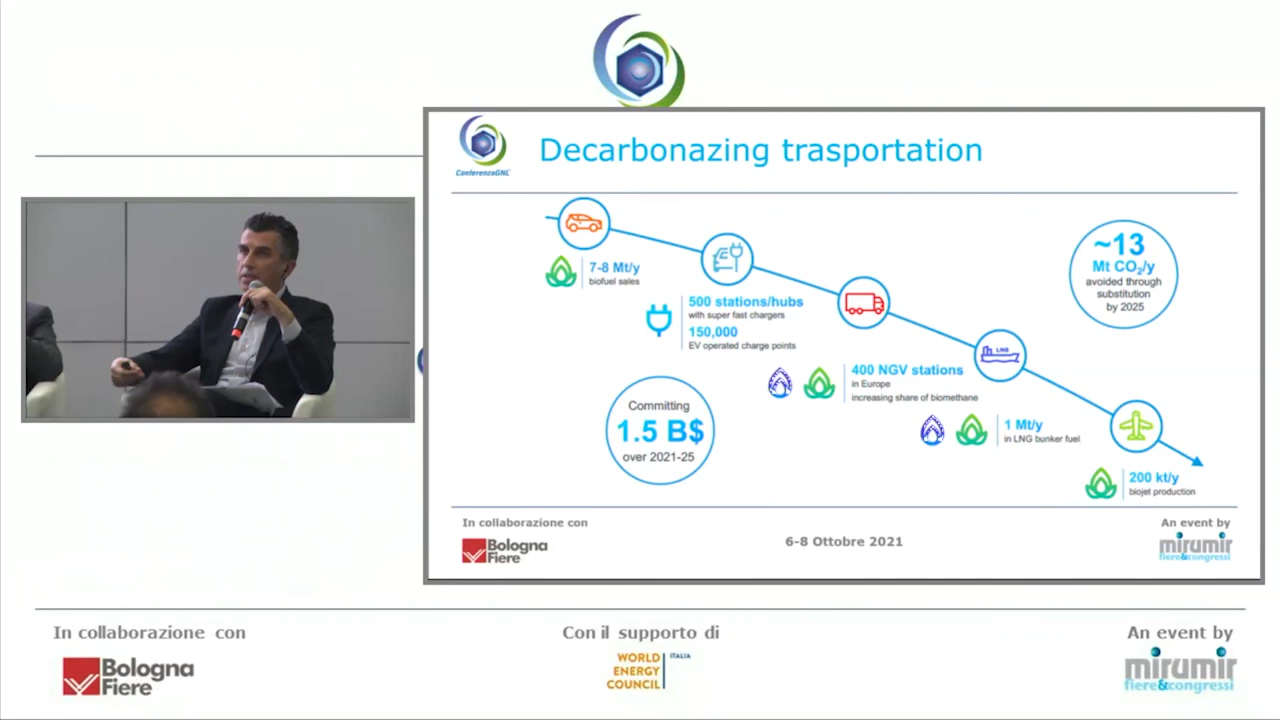 ConferenzaGNL
Decarbonazing trasportation
7-8 Mt/y
biofuel sales
500 stations/hubs
with super fast chargers
150,000
EV operated charge points
400 NGV stations
in Europe
increasing share of biomethane
LNG
1 Mt/y
in LNG bunker fuel
200 kt/y
biojet production
~13
Mt CO₂/y
avoided through
substitution
by 2025
Committing
1.5 B$
over 2021-25
In collaborazione con
Bologna
Fiere
6-8 Ottobre 2021
An event by
mirumir
fiere&congressi
In collaborazione con
Bologna
Fiere
Con il supporto di
WORLD
ENERGY
COUNCIL
ITALIA
An event by
mirumir
fiere&congressi